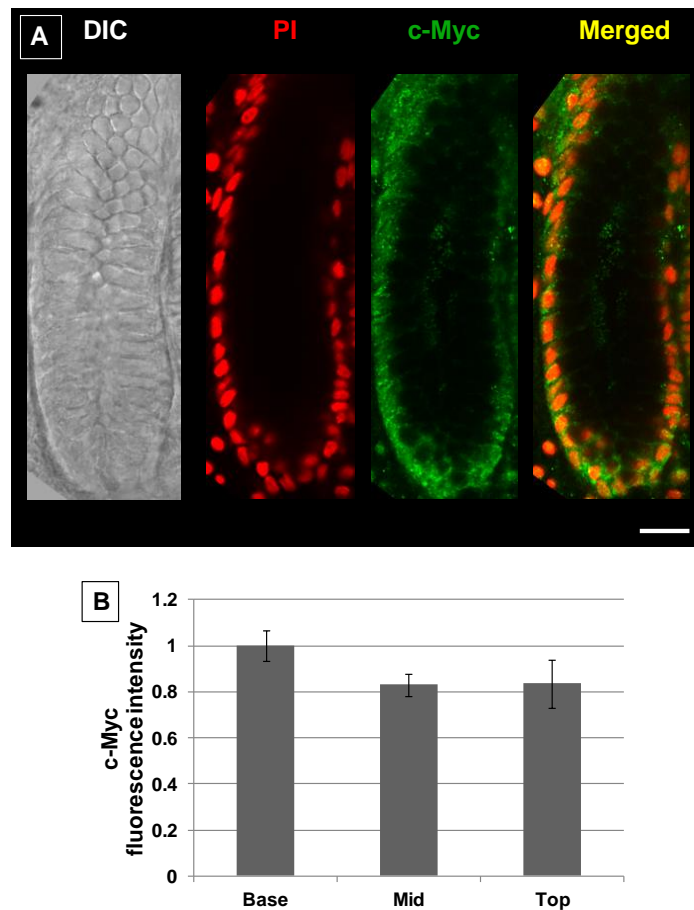 A
DIC
PI
c-Myc
Merged
B
c-Myc
fluorescence intensity
1.2
1
0.8
0.6
0.4
0.2
0
Base
Mid
Top